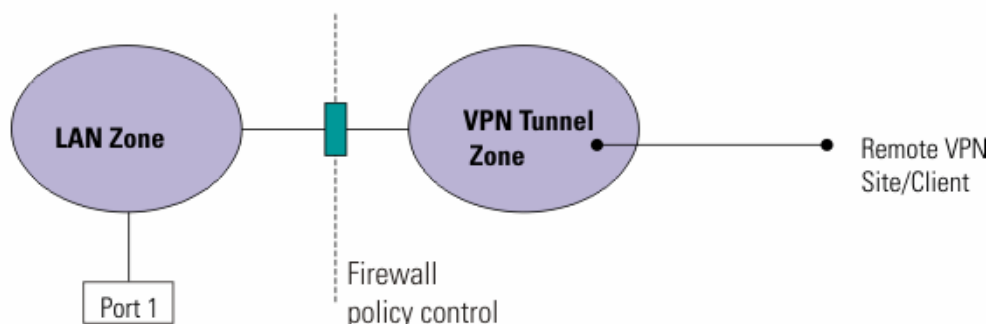 LAN Zone
VPN Tunnel
Zone
Remote VPN
Site/Client
Port 1
Firewall
policy control